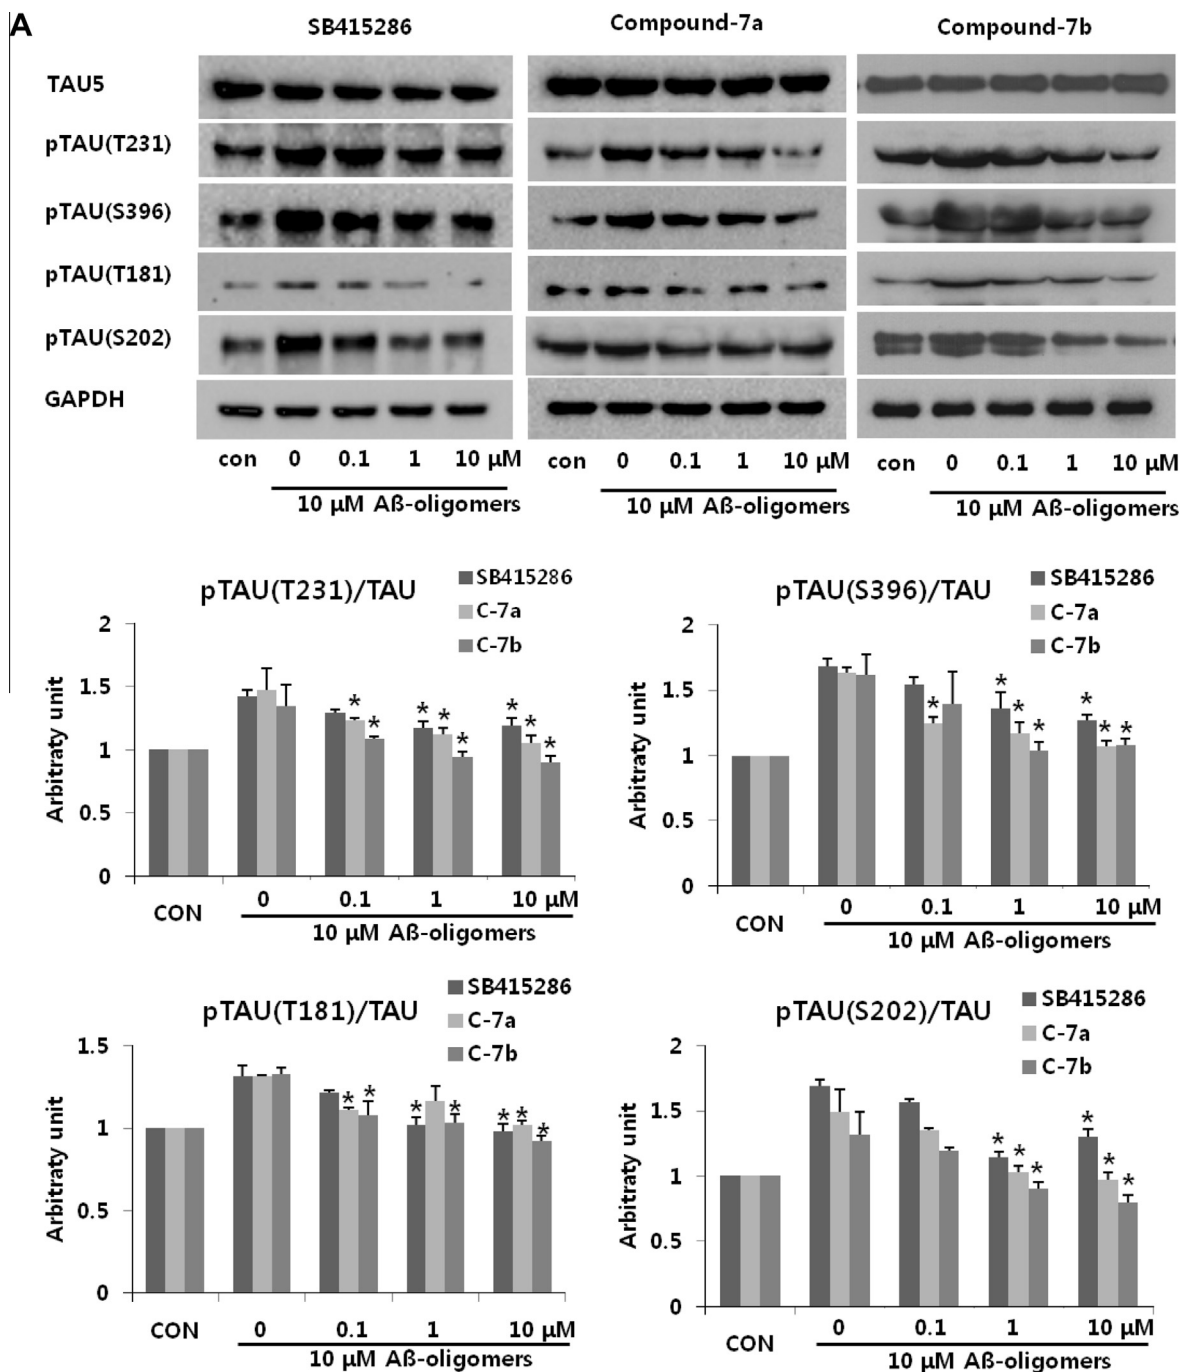 A
SB415286 Compound-7a Compound-7b
TAU5
pTAU(T231)
pTAU(S396)
pTAU(T181)
pTAU(S202)
GAPDH
con 0 0.1 1 10 µM con 0 0.1 1 10 µM con 0 0.1 1 10 µM
10 µM Aß-oligomers 10 µM Aß-oligomers 10 µM Aß-oligomers
pTAU(T231)/TAU
SB415286
C-7a
C-7b
Arbitraty unit
2
1.5
1
0.5
0
* * * * * * * *
CON 0 0.1 1 10 µM
10 µM Aß-oligomers
pTAU(S396)/TAU
SB415286
C-7a
C-7b
Arbitraty unit
2
1.5
1
0.5
0
* * * * * * *
CON 0 0.1 1 10 µM
10 µM Aß-oligomers
pTAU(T181)/TAU
SB415286
C-7a
C-7b
Arbitraty unit
1.5
1
0.5
0
* * * * * * *
CON 0 0.1 1 10 µM
10 µM Aß-oligomers
pTAU(S202)/TAU
SB415286
C-7a
C-7b
Arbitraty unit
2
1.5
1
0.5
0
* * * * * *
CON 0 0.1 1 10 µM
10 µM Aß-oligomers